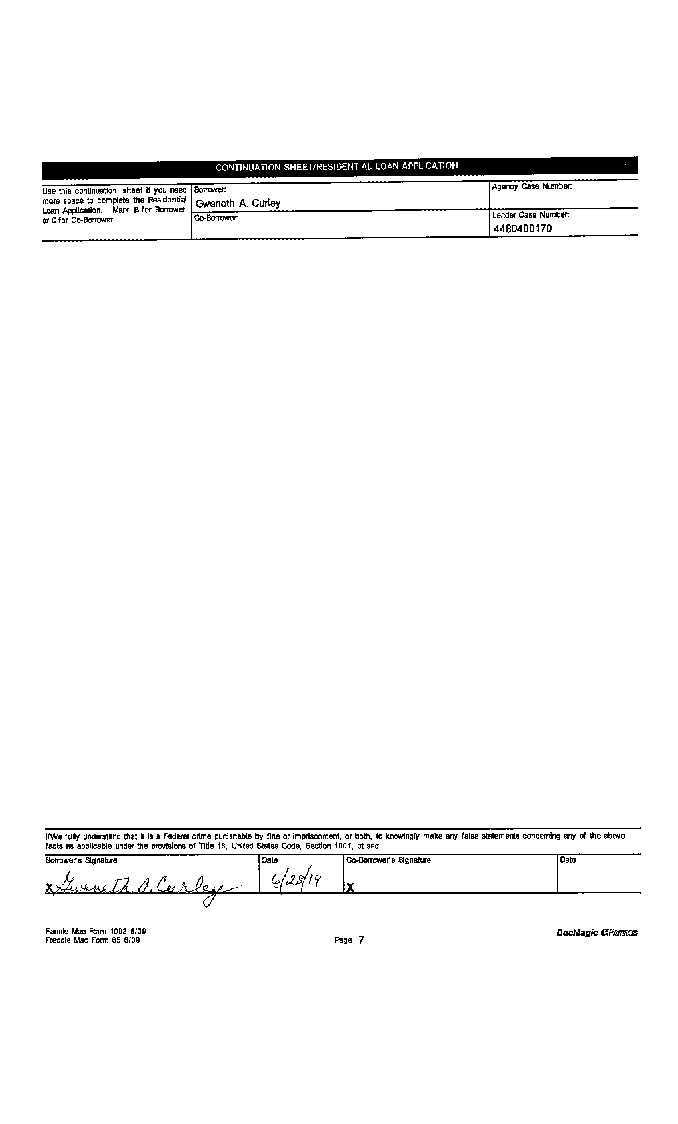 CONTINUATION SHEET/RESIDENTIAL LOAN APPLICATION
Use this continuation sheet if you need
more space to complete the Residential
Loan Application. Mark B for Borrower
or C for Co-Borrower.
Borrower:
Gwenoth A. Curley
Co-Borrower:
Agency Case Number:
Lender Case Number:
4480400170
I/We fully understand that it is a Federal crime punishable by fine or imprisonment, or both, to knowingly make any false statements concerning any of the above
facts as applicable under the provisions of Title 18, United States Code, Section 1001, et seq.
Borrower's Signature
X Gweneth A. Curley
Date
6/28/19
Co-Borrower's Signature
X
Date
Fannie Mae Form 1003 6/09
Freddie Mac Form 65 6/09
Page 7
DocMagic